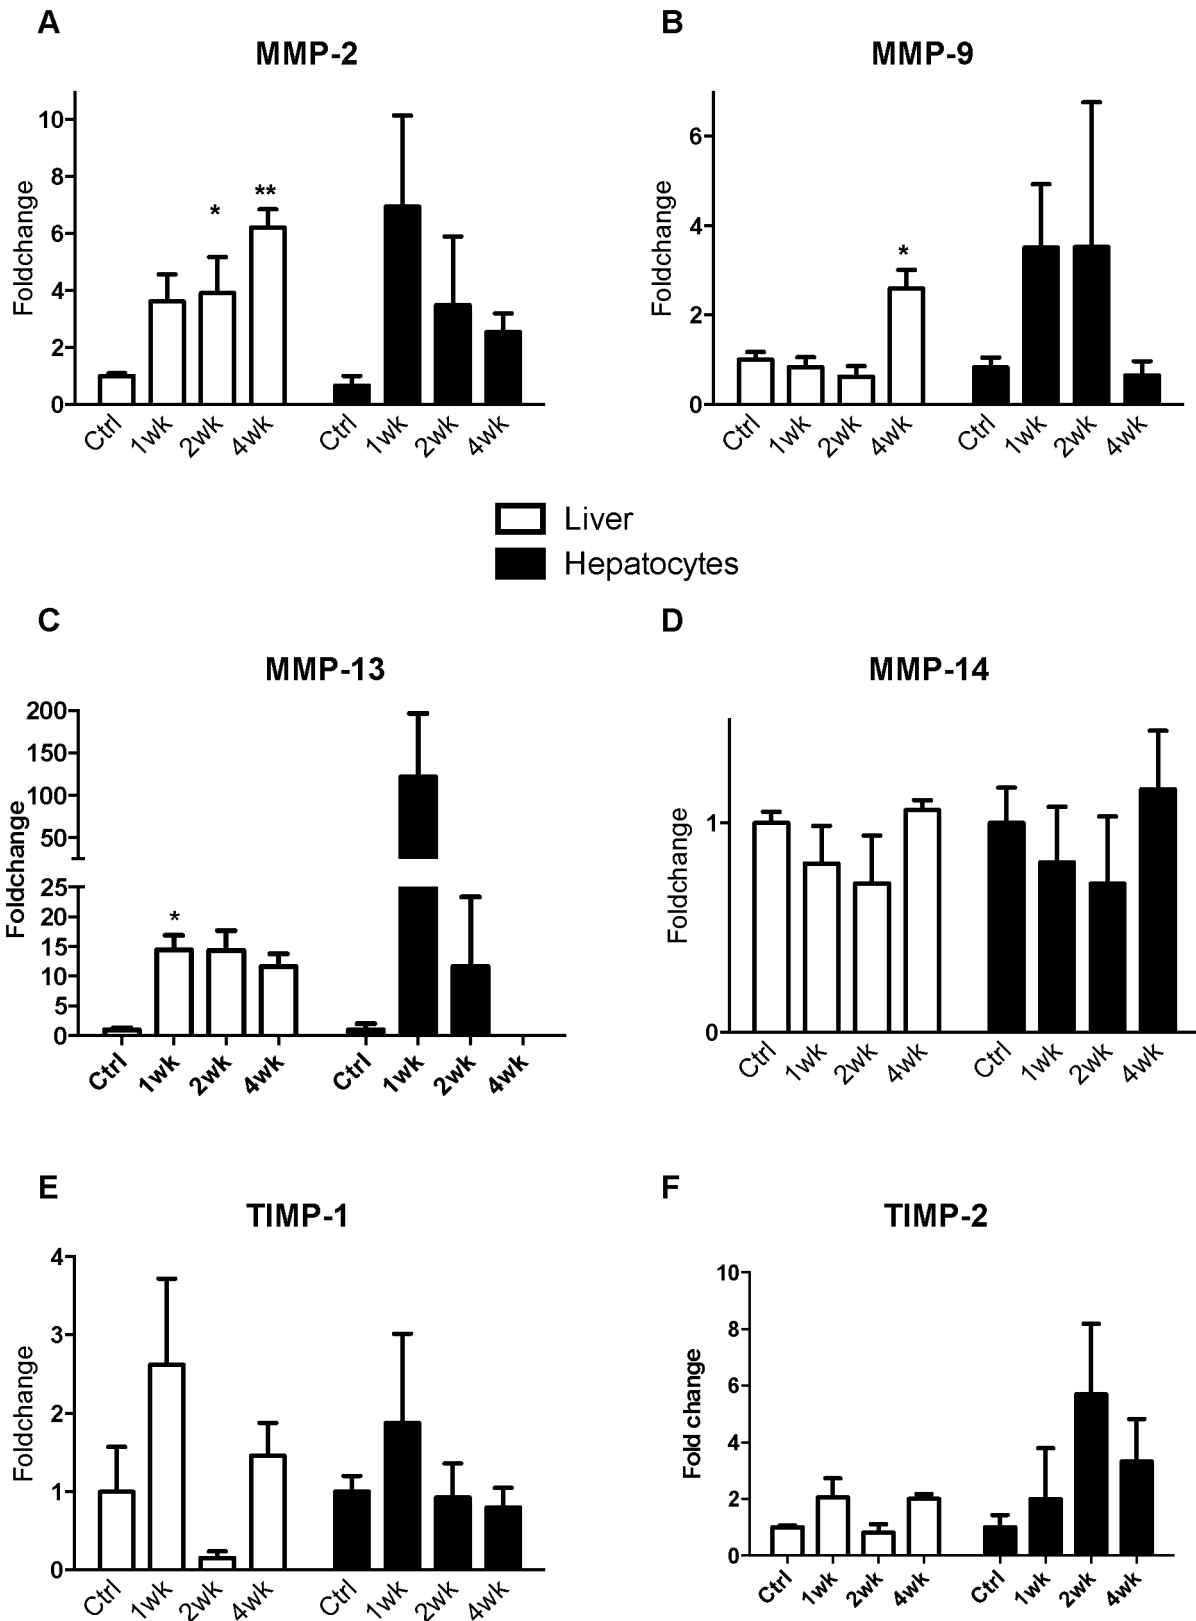 A
MMP-2
Foldchange
10
8
6
4
2
0
*
**
Ctrl 1wk 2wk 4wk Ctrl 1wk 2wk 4wk
B
MMP-9
Foldchange
6
4
2
0
*
Ctrl 1wk 2wk 4wk Ctrl 1wk 2wk 4wk
Liver
Hepatocytes
C
MMP-13
Foldchange
200
150
100
50
25
20
15
10
5
0
*
Ctrl 1wk 2wk 4wk Ctrl 1wk 2wk 4wk
D
MMP-14
Foldchange
1
0
Ctrl 1wk 2wk 4wk Ctrl 1wk 2wk 4wk
E
TIMP-1
Foldchange
4
3
2
1
0
Ctrl 1wk 2wk 4wk Ctrl 1wk 2wk 4wk
F
TIMP-2
Fold change
10
8
6
4
2
0
Ctrl 1wk 2wk 4wk Ctrl 1wk 2wk 4wk